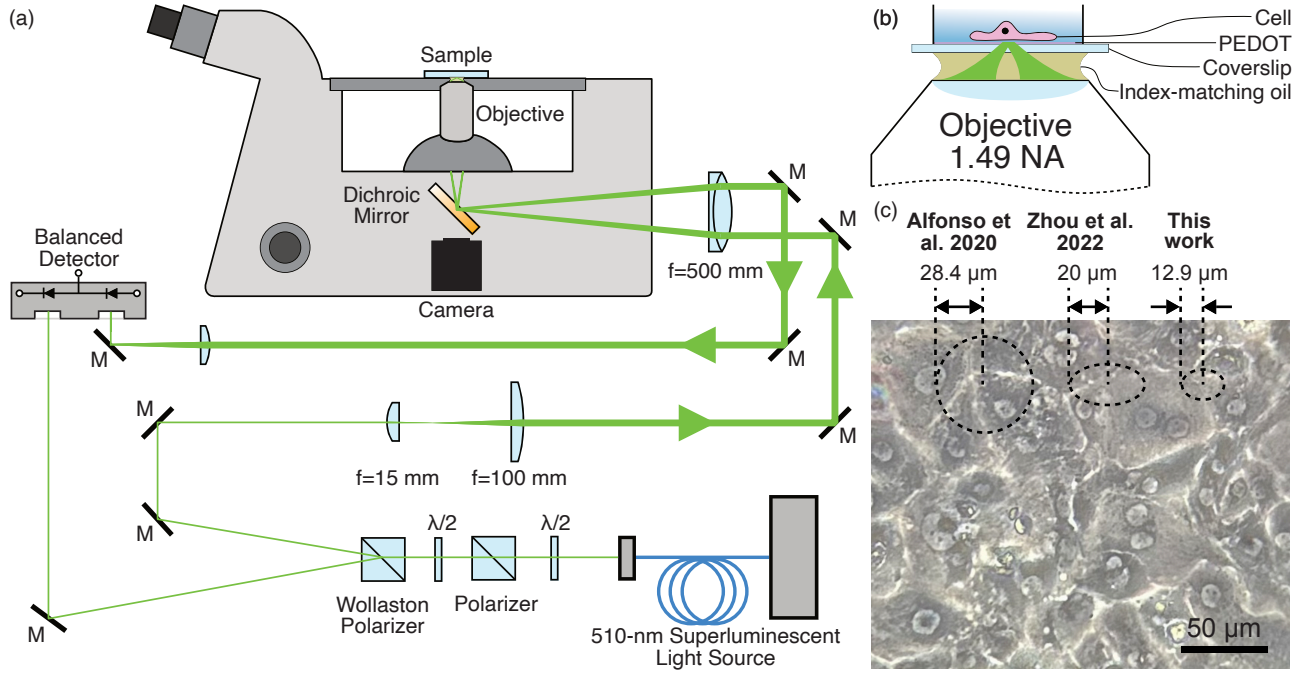 (a)
Sample
Objective
Dichroic
Mirror
Camera
M
M
f=500 mm
Balanced
Detector
M
M
M
f=15 mm
f=100 mm
M
M
λ/2
λ/2
Wollaston
Polarizer
Polarizer
M
510-nm Superluminescent
Light Source
(b)
Cell
PEDOT
Coverslip
Index-matching oil
Objective
1.49 NA
(c)
Alfonso et
al. 2020
28.4 µm
Zhou et al.
2022
20 µm
This
work
12.9 µm
50 µm